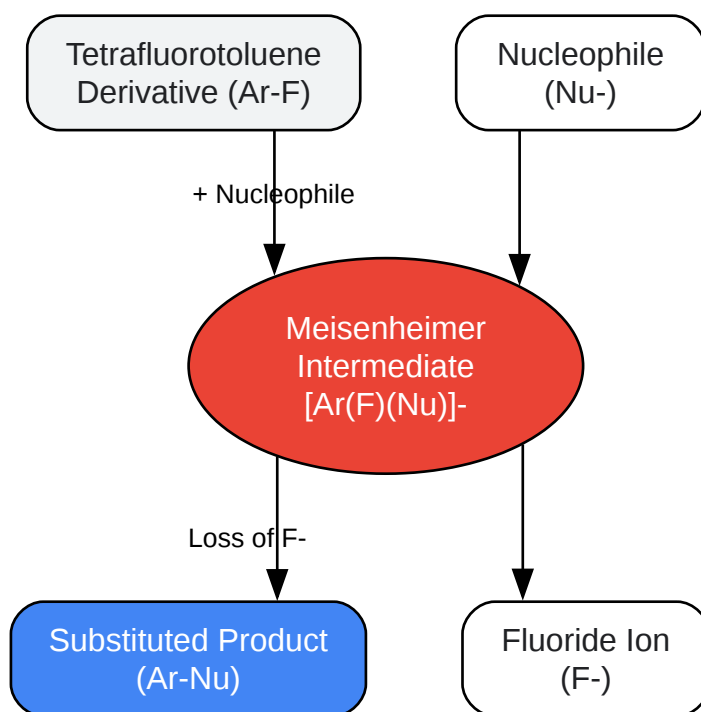 Tetrafluorotoluene
Derivative (Ar-F)
Nucleophile
(Nu-)
+ Nucleophile
Meisenheimer
Intermediate
[Ar(F)(Nu)]-
Loss of F-
Substituted Product
(Ar-Nu)
Fluoride Ion
(F-)